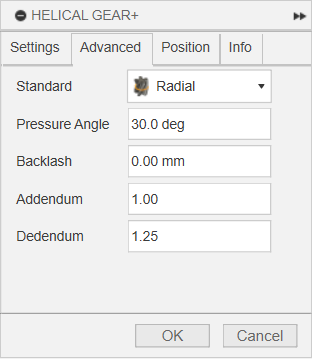 HELICAL GEAR+
Settings Advanced Position Info
Standard Radial
Pressure Angle 30.0 deg
Backlash 0.00 mm
Addendum 1.00
Dedendum 1.25
OK Cancel